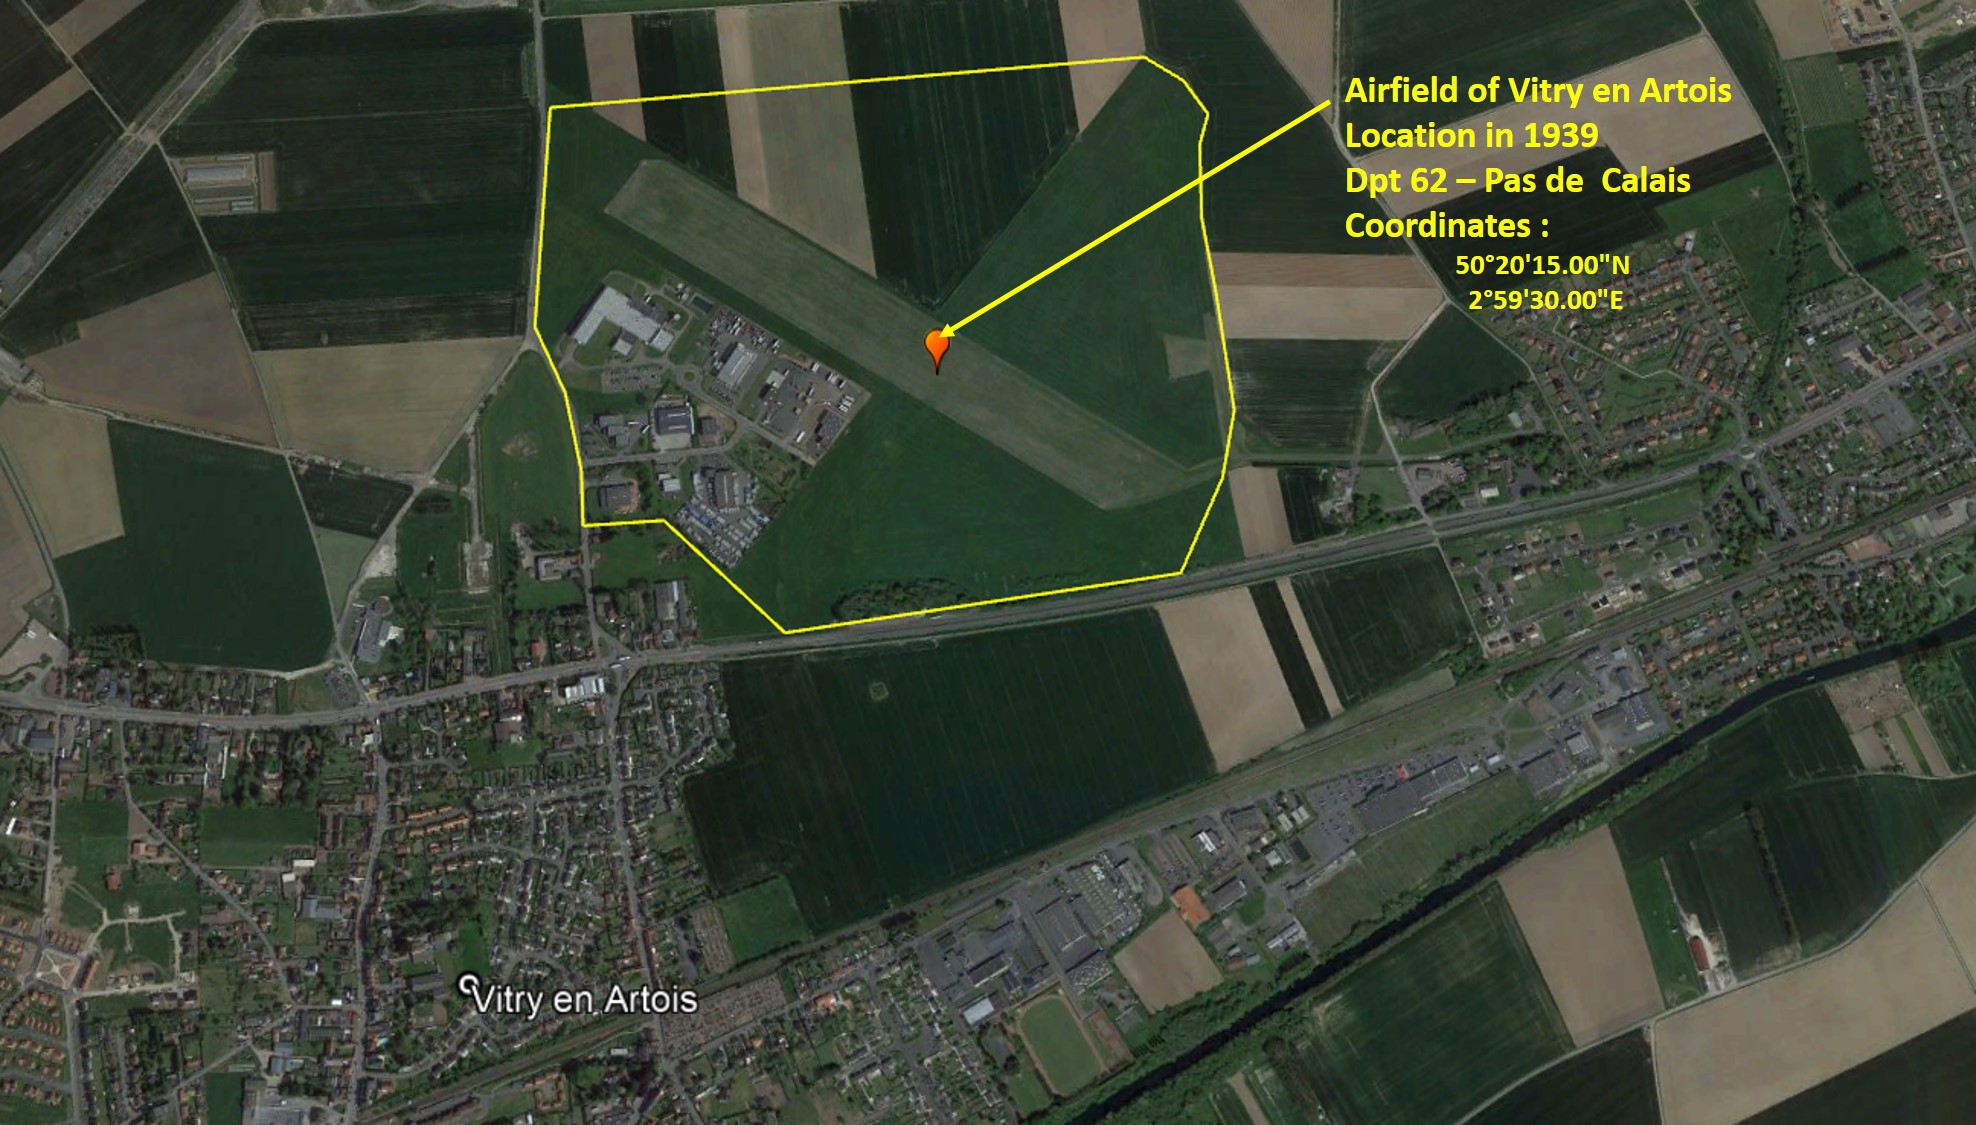 Airfield of Vitry en Artois
Location in 1939
Dpt 62 – Pas de  Calais
Coordinates :
50°20'15.00"N
2°59'30.00"E
Vitry en Artois